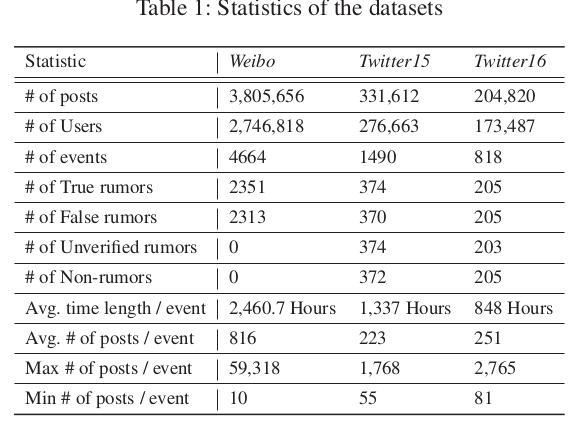 Table 1: Statistics of the datasets
Statistic Weibo Twitter15 Twitter16
# of posts 3,805,656 331,612 204,820
# of Users 2,746,818 276,663 173,487
# of events 4664 1490 818
# of True rumors 2351 374 205
# of False rumors 2313 370 205
# of Unverified rumors 0 374 203
# of Non-rumors 0 372 205
Avg. time length / event 2,460.7 Hours 1,337 Hours 848 Hours
Avg. # of posts / event 816 223 251
Max # of posts / event 59,318 1,768 2,765
Min # of posts / event 10 55 81